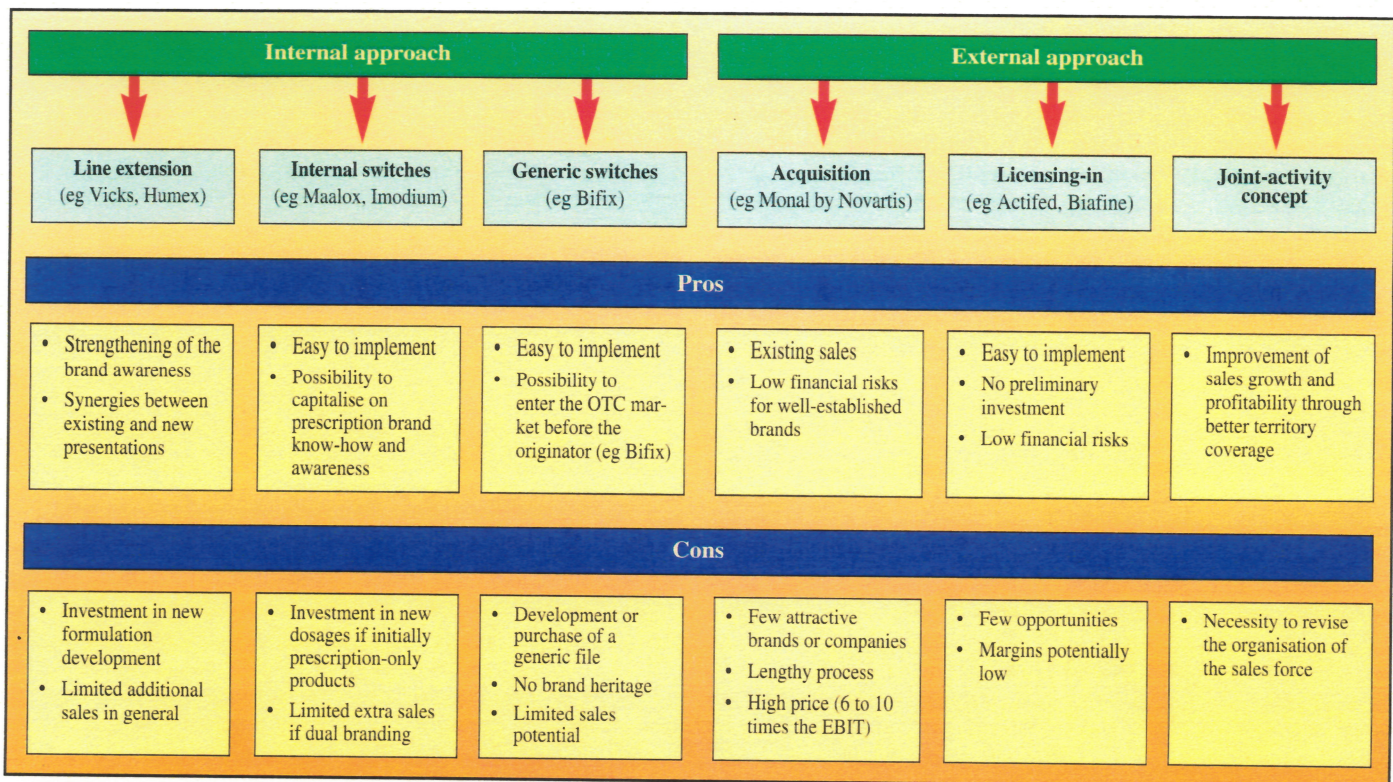 Internal approach
External approach
Line extension
(eg Vicks, Humex)
Internal switches
(eg Maalox, Imodium)
Generic switches
(eg Bifix)
Acquisition
(eg Monal by Novartis)
Licensing-in
(eg Actifed, Biafine)
Joint-activity
concept
Pros
• Strengthening of the
brand awareness
• Synergies between
existing and new
presentations
• Easy to implement
• Possibility to
capitalise on
prescription brand
know-how and
awareness
• Easy to implement
• Possibility to
enter the OTC mar-
ket before the
originator (eg Bifix)
• Existing sales
• Low financial risks
for well-established
brands
• Easy to implement
• No preliminary
investment
• Low financial risks
• Improvement of
sales growth and
profitability through
better territory
coverage
Cons
• Investment in new
formulation
development
• Limited additional
sales in general
• Investment in new
dosages if initially
prescription-only
products
• Limited extra sales
if dual branding
• Development or
purchase of a
generic file
• No brand heritage
• Limited sales
potential
• Few attractive
brands or companies
• Lengthy process
• High price (6 to 10
times the EBIT)
• Few opportunities
• Margins potentially
low
• Necessity to revise
the organisation of
the sales force